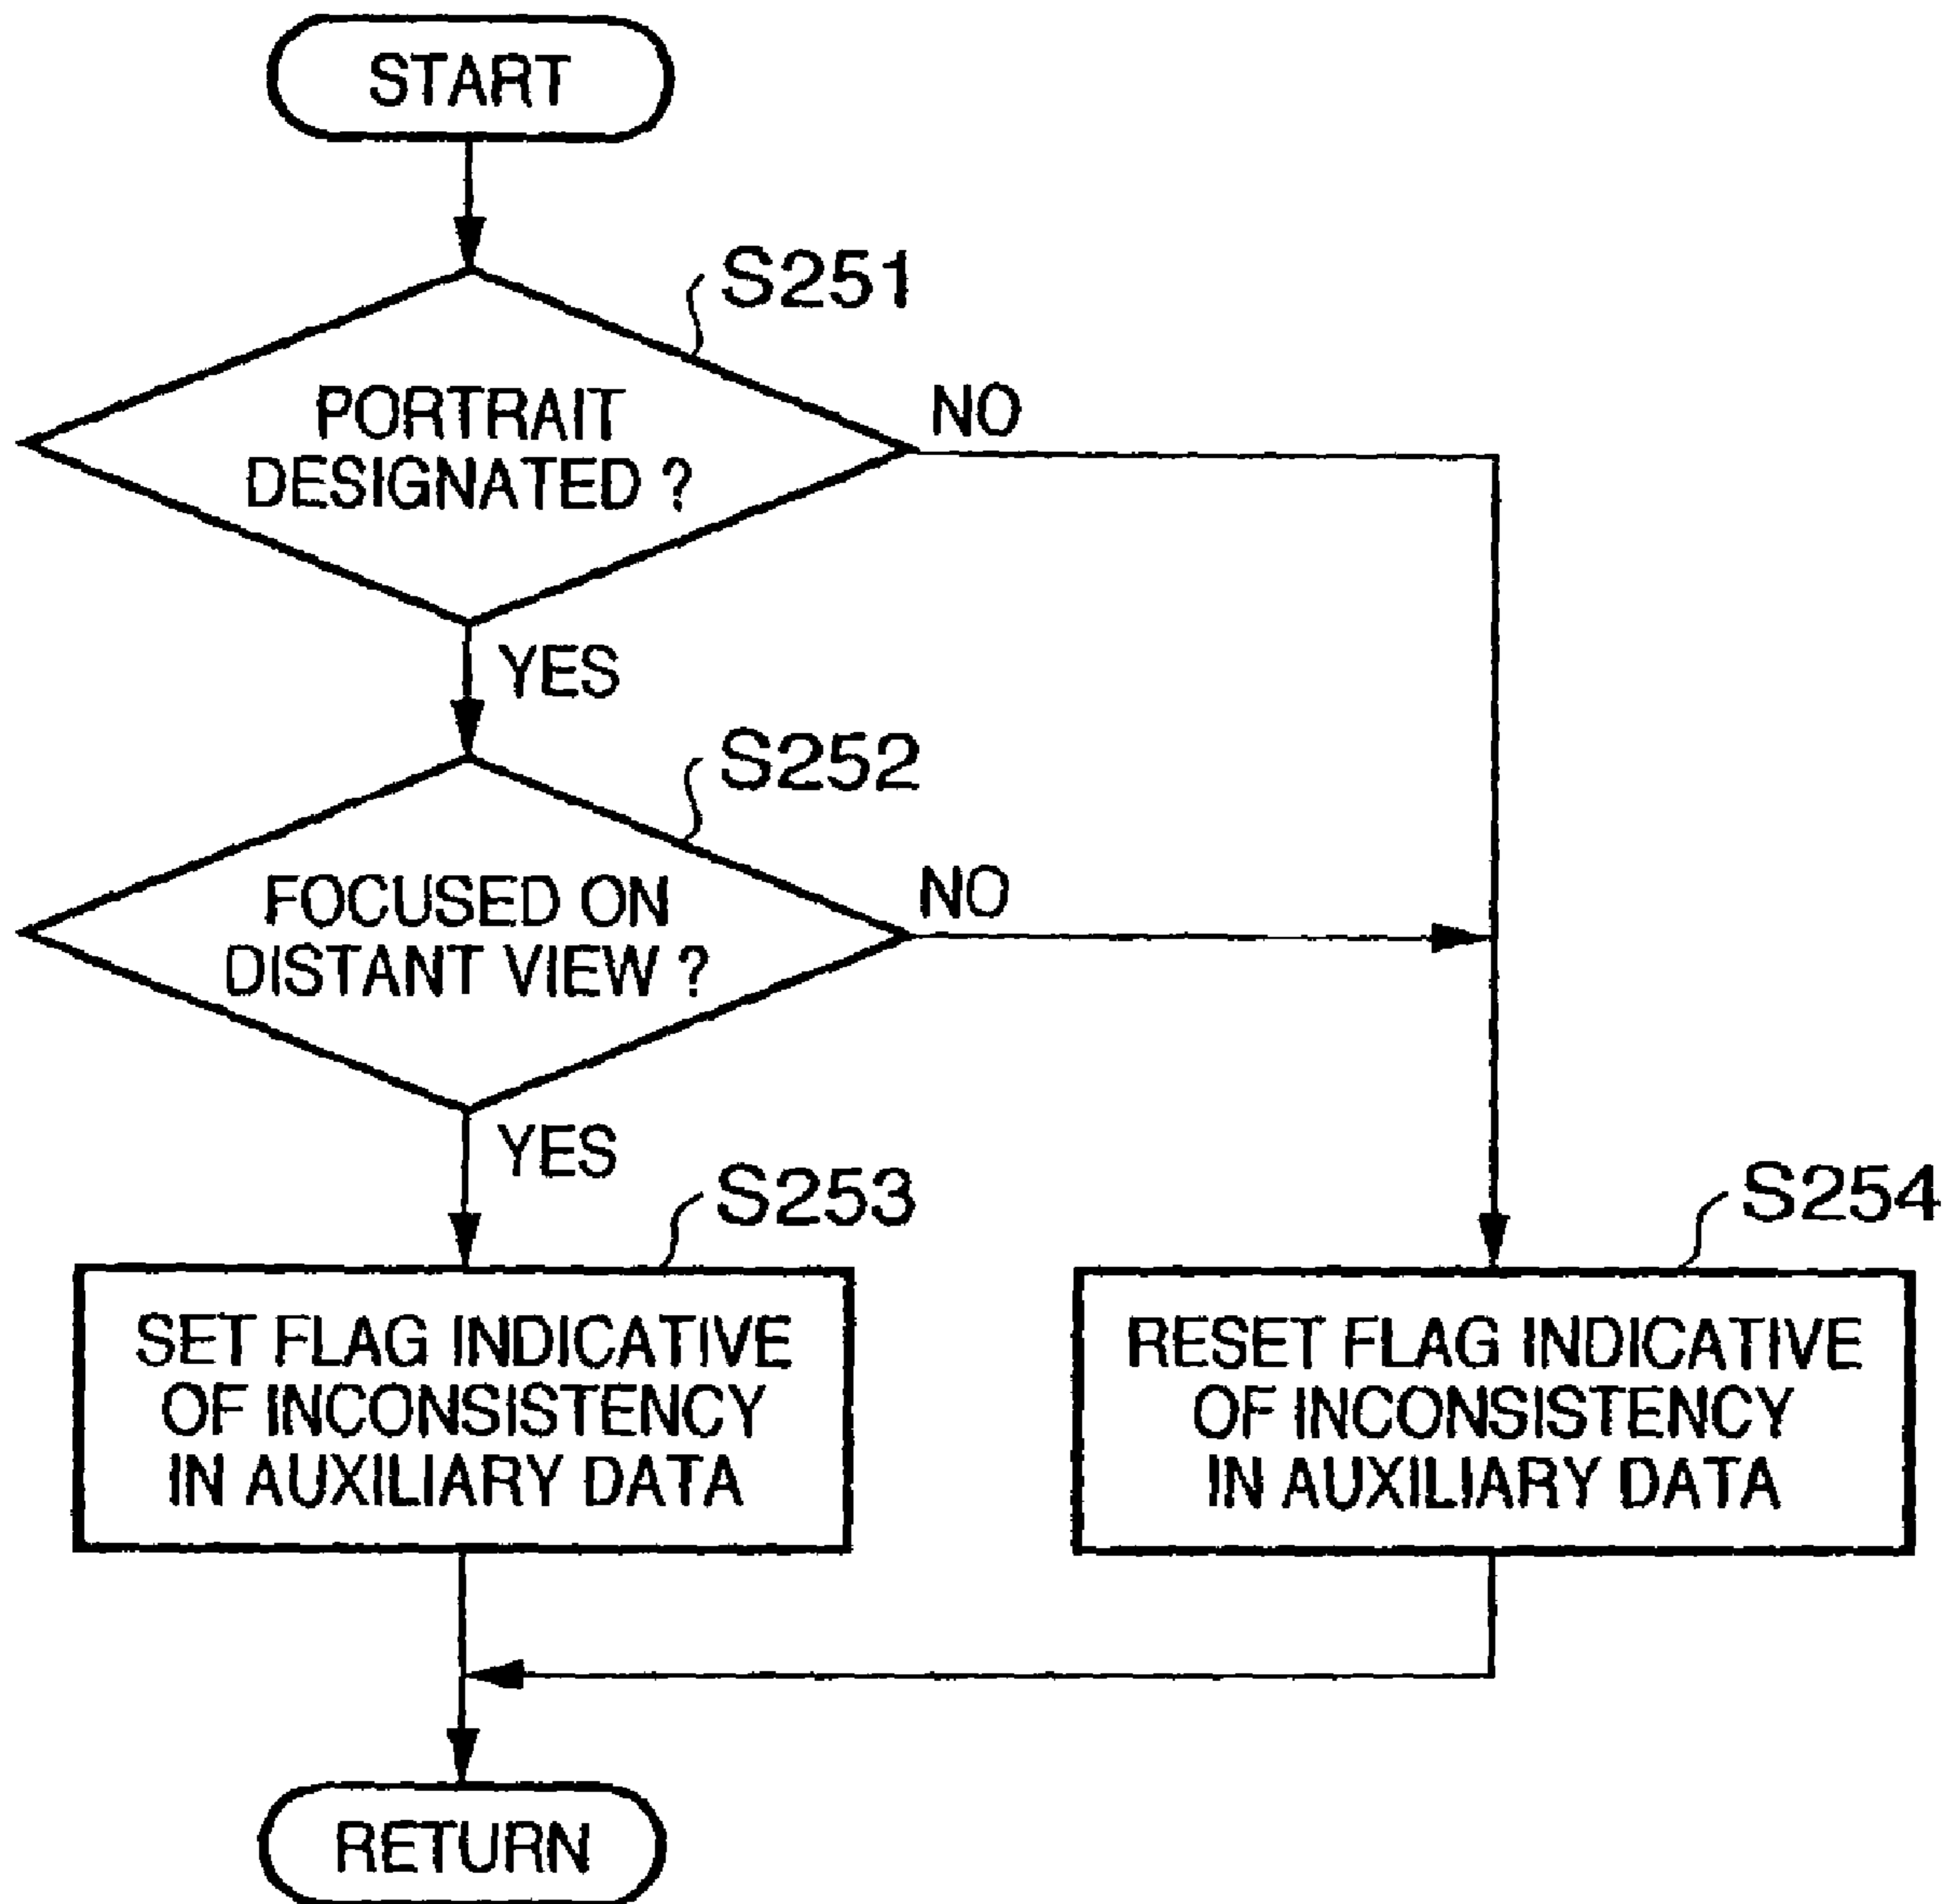 START
S251
PORTRAIT
DESIGNATED ?
NO
YES
S252
FOCUSED ON
DISTANT VIEW ?
NO
YES
S253
SET FLAG INDICATIVE
OF INCONSISTENCY
IN AUXILIARY DATA
S254
RESET FLAG INDICATIVE
OF INCONSISTENCY
IN AUXILIARY DATA
RETURN